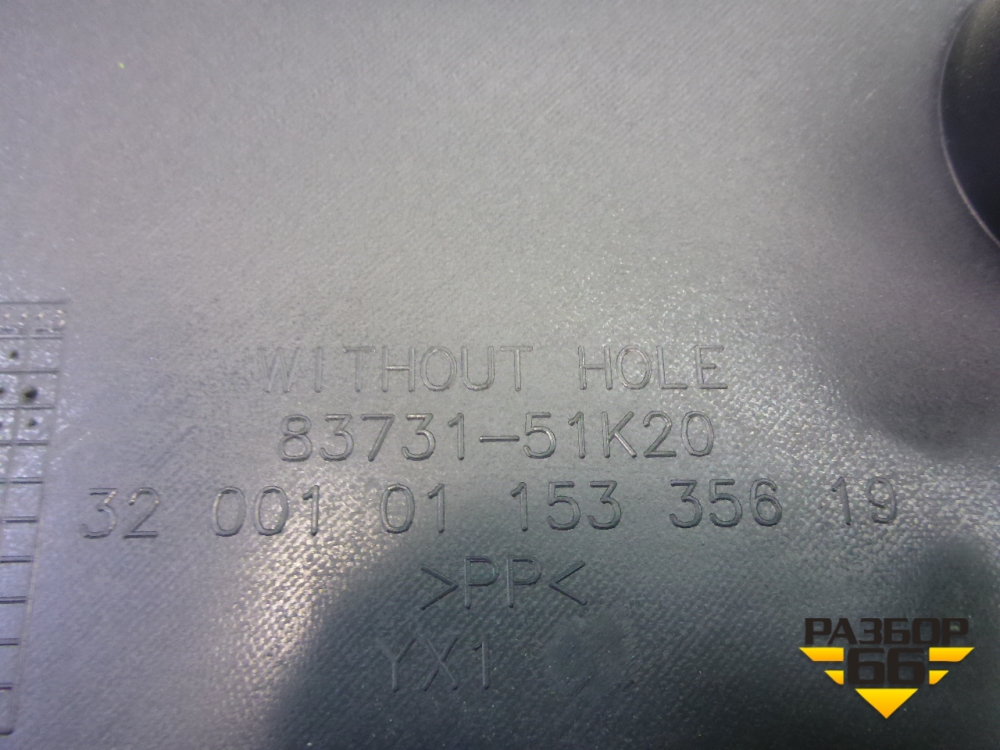 WITHOUT HOLE
83731-51K20
32 001 01 153 356 19
>PP<
YX1
РАЗБОР
66